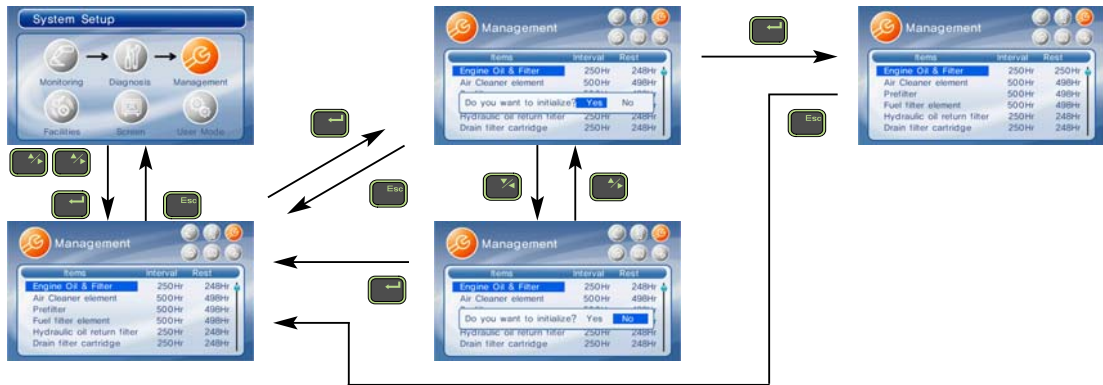 System Setup
Monitoring Diagnosis Management
Facilities Screen User Mode
Esc
Management
Items Interval Rest
Engine Oil & Filter 250Hr 248Hr
Air Cleaner element 500Hr 498Hr
Prefilter 500Hr 498Hr
Fuel filter element 500Hr 498Hr
Hydraulic oil return filter 250Hr 248Hr
Drain filter cartridge 250Hr 248Hr
Esc
Management
Items Interval Rest
Engine Oil & Filter 250Hr 248Hr
Air Cleaner element 500Hr 498Hr
Do you want to initialize? Yes No
Hydraulic oil return filter 250Hr 248Hr
Drain filter cartridge 250Hr 248Hr
Management
Items Interval Rest
Engine Oil & Filter 250Hr 248Hr
Air Cleaner element 500Hr 498Hr
Do you want to initialize? Yes No
Hydraulic oil return filter 250Hr 248Hr
Drain filter cartridge 250Hr 248Hr
Management
Items Interval Rest
Engine Oil & Filter 250Hr 250Hr
Air Cleaner element 500Hr 498Hr
Prefilter 500Hr 498Hr
Fuel filter element 500Hr 498Hr
Hydraulic oil return filter 250Hr 248Hr
Drain filter cartridge 250Hr 248Hr
Esc